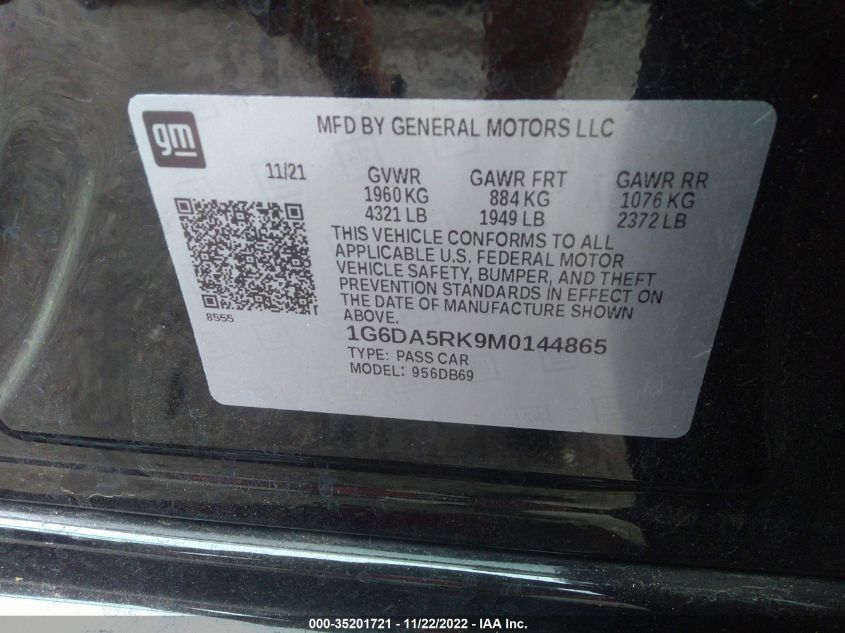 gm
MFD BY GENERAL MOTORS LLC
11/21 GVWR GAWR FRT GAWR RR
1960 KG 884 KG 1076 KG
4321 LB 1949 LB 2372 LB
THIS VEHICLE CONFORMS TO ALL
APPLICABLE U.S. FEDERAL MOTOR
VEHICLE SAFETY, BUMPER, AND THEFT
PREVENTION STANDARDS IN EFFECT ON
THE DATE OF MANUFACTURE SHOWN
ABOVE.
8555
1G6DA5RK9M0144865
TYPE: PASS CAR
MODEL: 956DB69
000-35201721 - 11/22/2022 - IAA Inc.